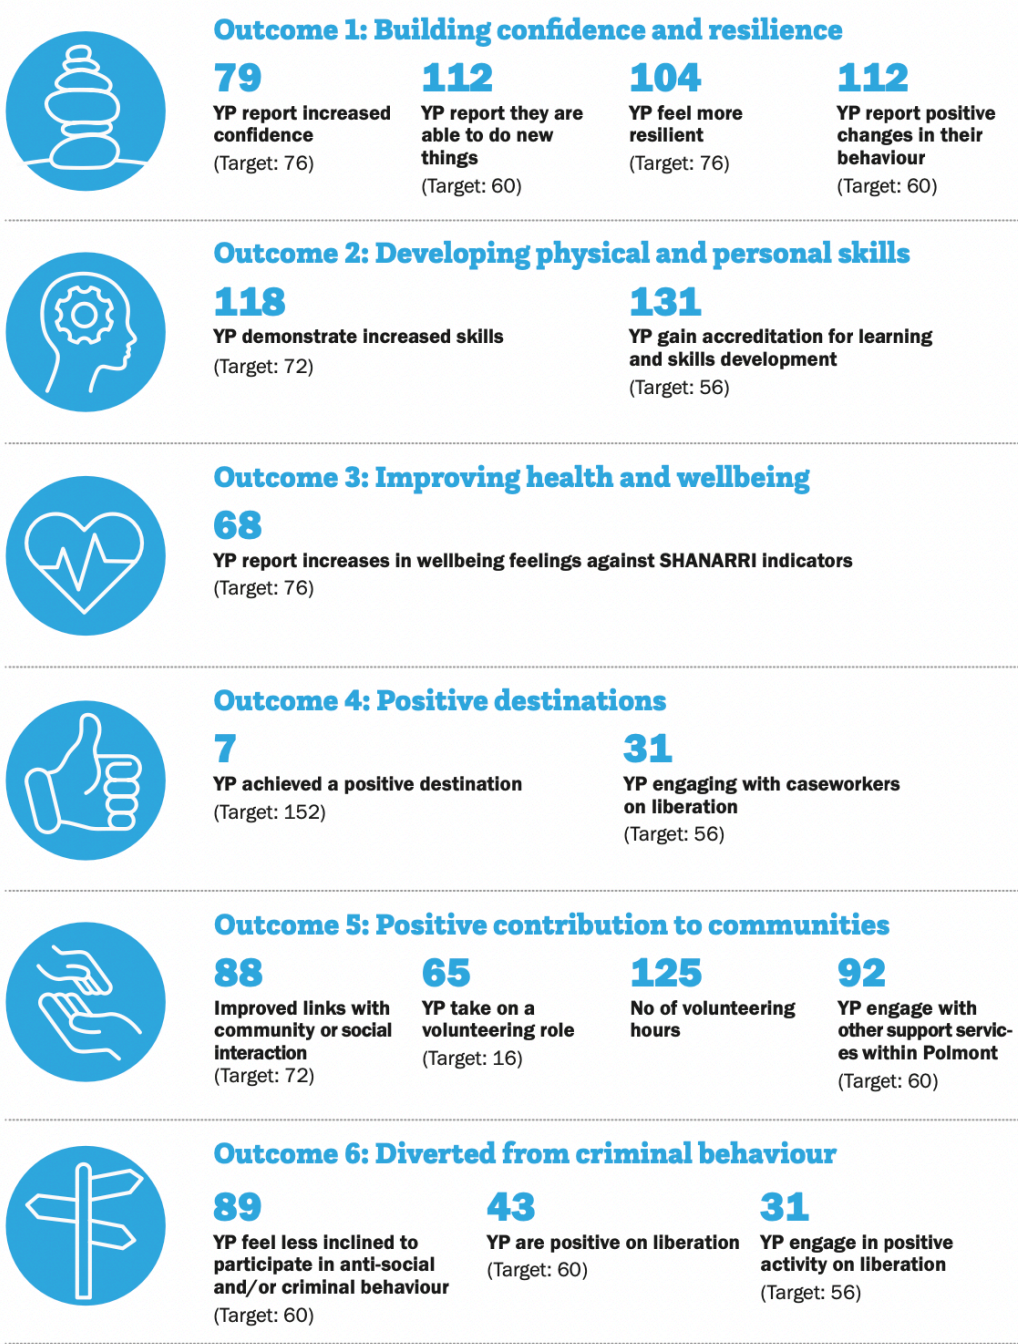 Outcome 1: Building confidence and resilience
79
YP report increased
confidence
(Target: 76)
112
YP report they are
able to do new
things
(Target: 60)
104
YP feel more
resilient
(Target: 76)
112
YP report positive
changes in their
behaviour
(Target: 60)
Outcome 2: Developing physical and personal skills
118
YP demonstrate increased skills
(Target: 72)
131
YP gain accreditation for learning
and skills development
(Target: 56)
Outcome 3: Improving health and wellbeing
68
YP report increases in wellbeing feelings against SHANARRI indicators
(Target: 76)
Outcome 4: Positive destinations
7
YP achieved a positive destination
(Target: 152)
31
YP engaging with caseworkers
on liberation
(Target: 56)
Outcome 5: Positive contribution to communities
88
Improved links with
community or social
interaction
(Target: 72)
65
YP take on a
volunteering role
(Target: 16)
125
No of volunteering
hours
92
YP engage with
other support servic-
es within Polmont
(Target: 60)
Outcome 6: Diverted from criminal behaviour
89
YP feel less inclined to
participate in anti-social
and/or criminal behaviour
(Target: 60)
43
YP are positive on liberation
(Target: 60)
31
YP engage in positive
activity on liberation
(Target: 56)